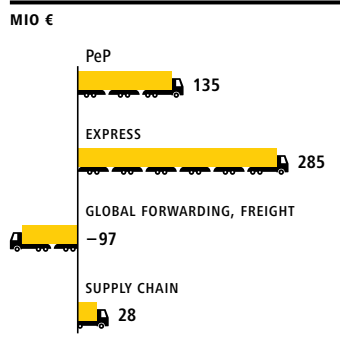 MIO €
PeP
135
EXPRESS
285
GLOBAL FORWARDING, FREIGHT
−97
SUPPLY CHAIN
28